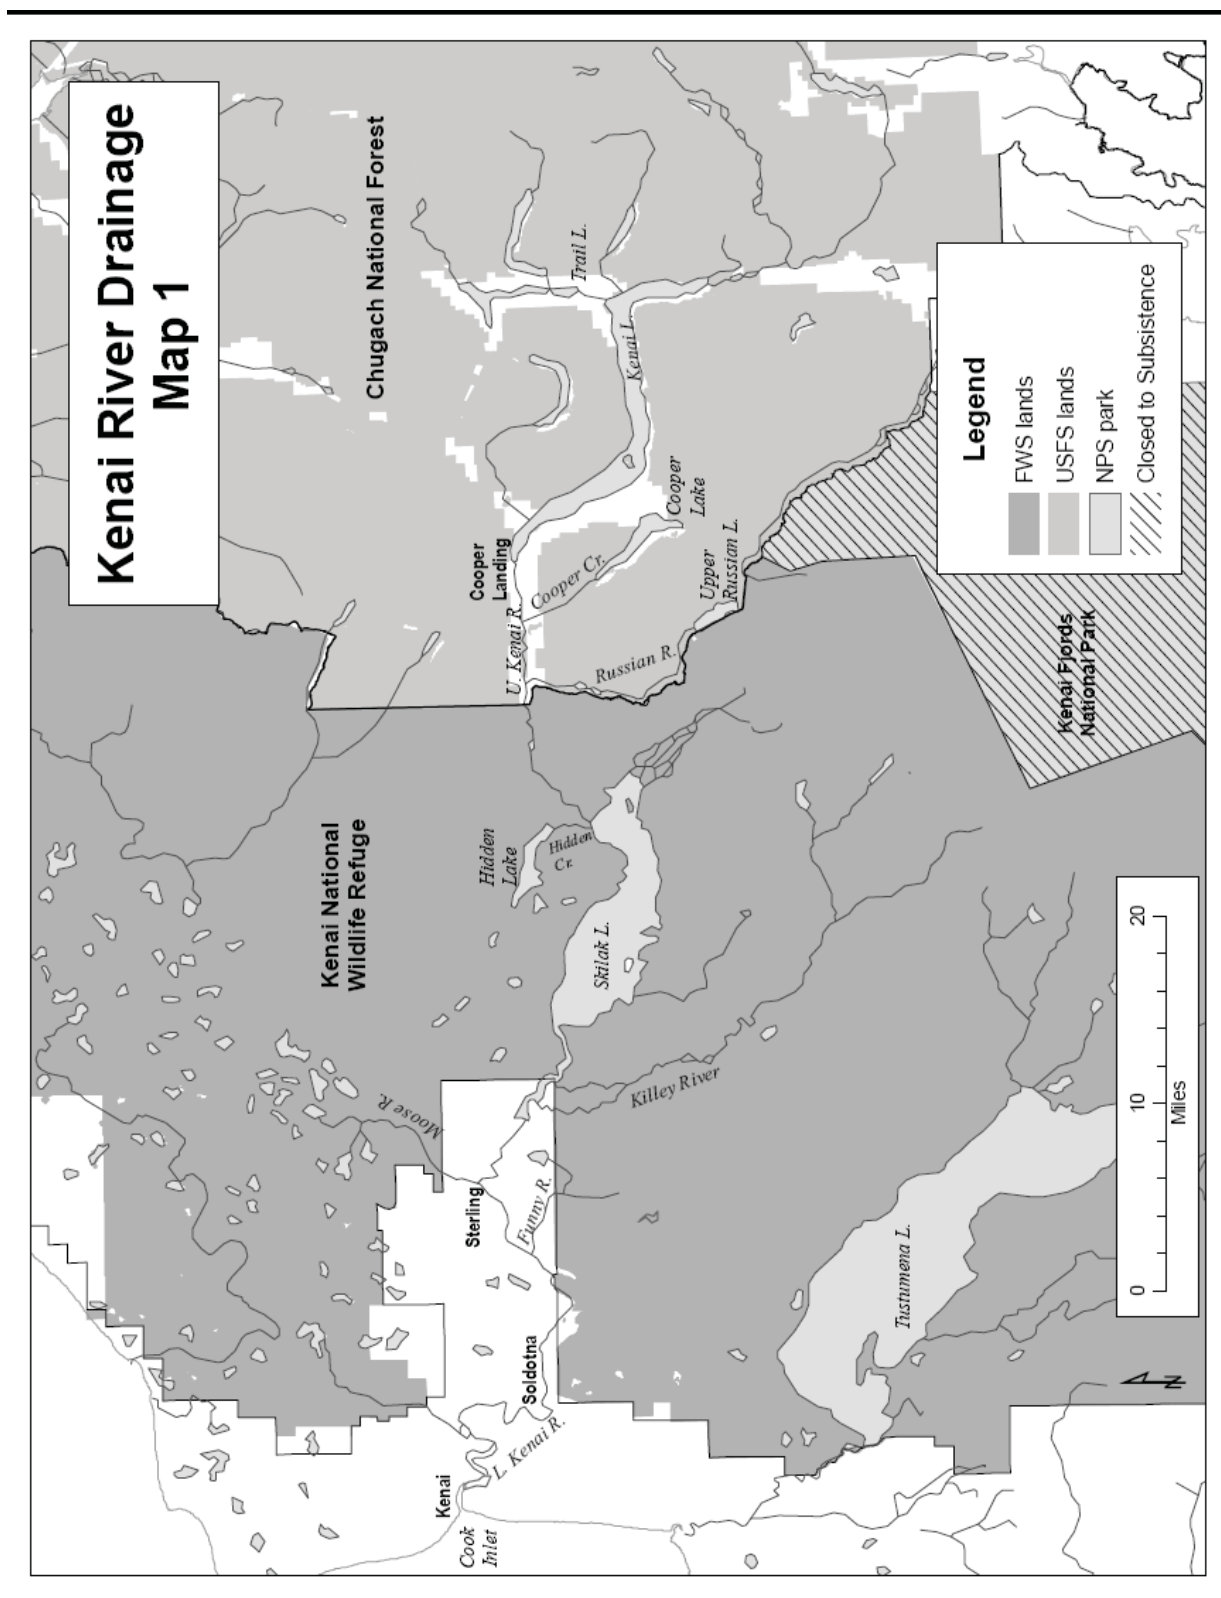 Kenai River Drainage
Map 1
Chugach National Forest
Trail L.
Kenai L.
Cooper
Landing
Cooper Cr.
Cooper
Lake
Upper
Russian L.
U. Kenai R.
Russian R.
Kenai National
Wildlife Refuge
Hidden
Lake
Hidden
Cr.
Skilak L.
Killey River
Moose R.
Sterling
Funny R.
Soldotna
L. Kenai R.
Kenai
Cook
Inlet
Tustumena L.
Kenai Fjords
National Park
Legend
FWS lands
USFS lands
NPS park
Closed to Subsistence
0 10 20
Miles
N